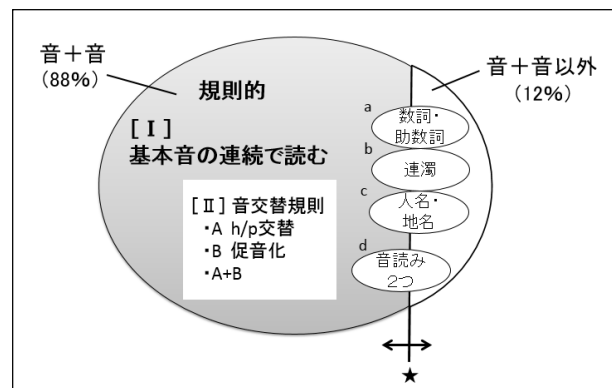 音＋音
（88%）
音＋音以外
（12%）
規則的
［Ⅰ］
基本音の連続で読む
［Ⅱ］音交替規則
・A h/p交替
・B 促音化
・A+B
a
数詞・
助数詞
b
連濁
c
人名・
地名
d
音読み
2つ
★